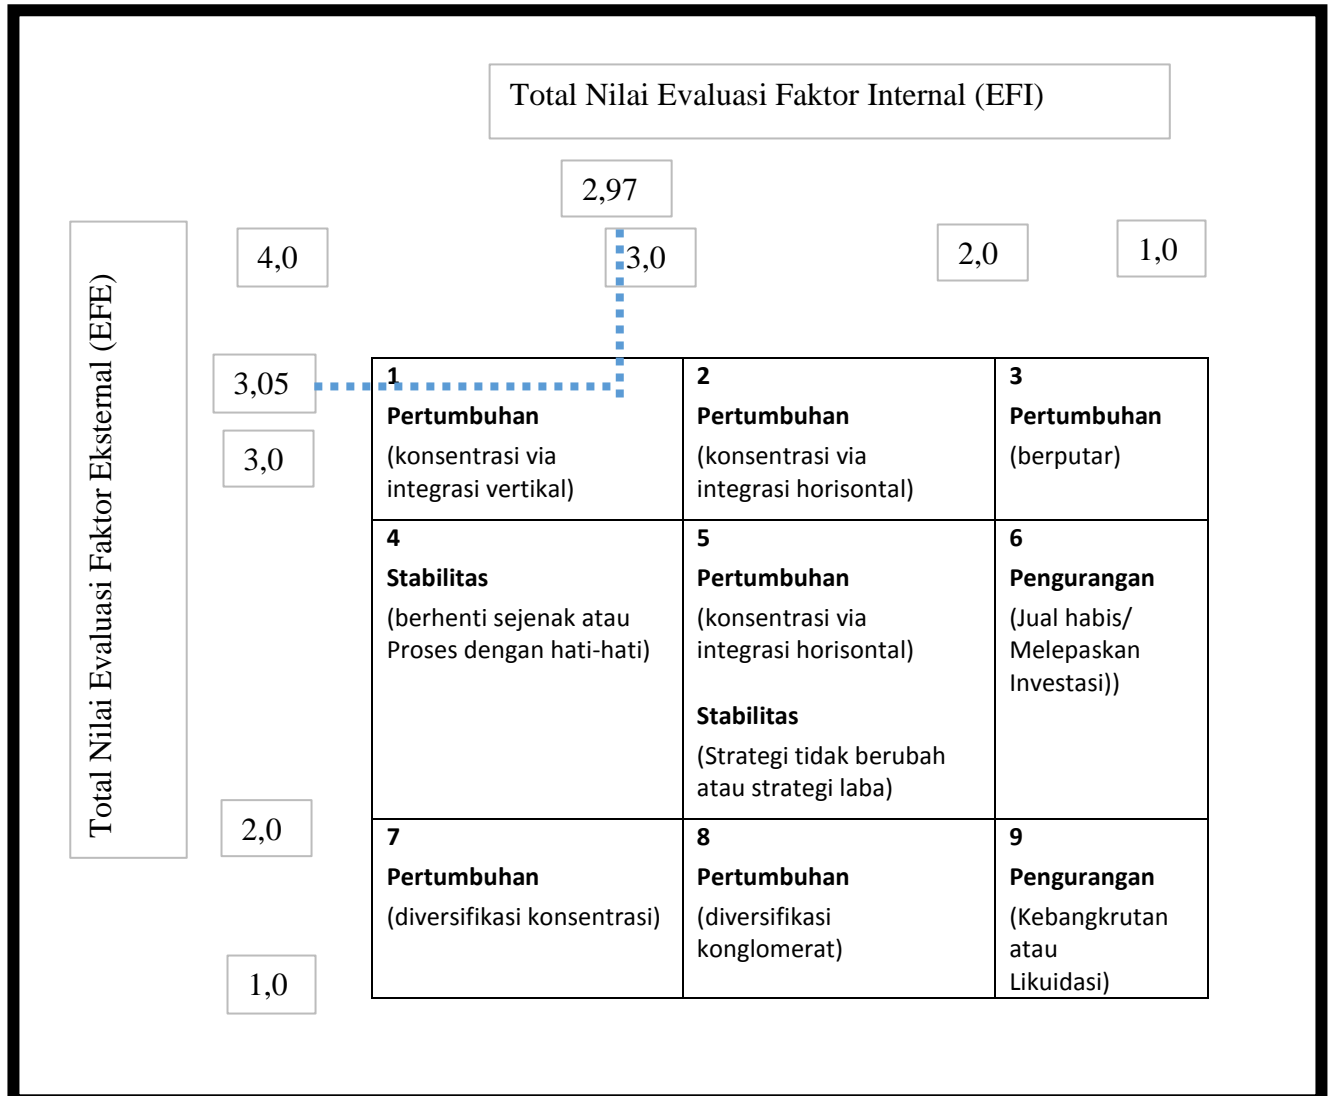 Total Nilai Evaluasi Faktor Internal (EFI)
2,97
4,0
3,0
2,0
1,0
Total Nilai Evaluasi Faktor Eksternal (EFE)
3,05
3,0
2,0
1,0
1
Pertumbuhan
(konsentrasi via
integrasi vertikal)
2
Pertumbuhan
(konsentrasi via
integrasi horisontal)
3
Pertumbuhan
(berputar)
4
Stabilitas
(berhenti sejenak atau
Proses dengan hati-hati)
5
Pertumbuhan
(konsentrasi via
integrasi horisontal)
Stabilitas
(Strategi tidak berubah
atau strategi laba)
6
Pengurangan
(Jual habis/
Melepaskan
Investasi))
7
Pertumbuhan
(diversifikasi konsentrasi)
8
Pertumbuhan
(diversifikasi
konglomerat)
9
Pengurangan
(Kebangkrutan
atau
Likuidasi)